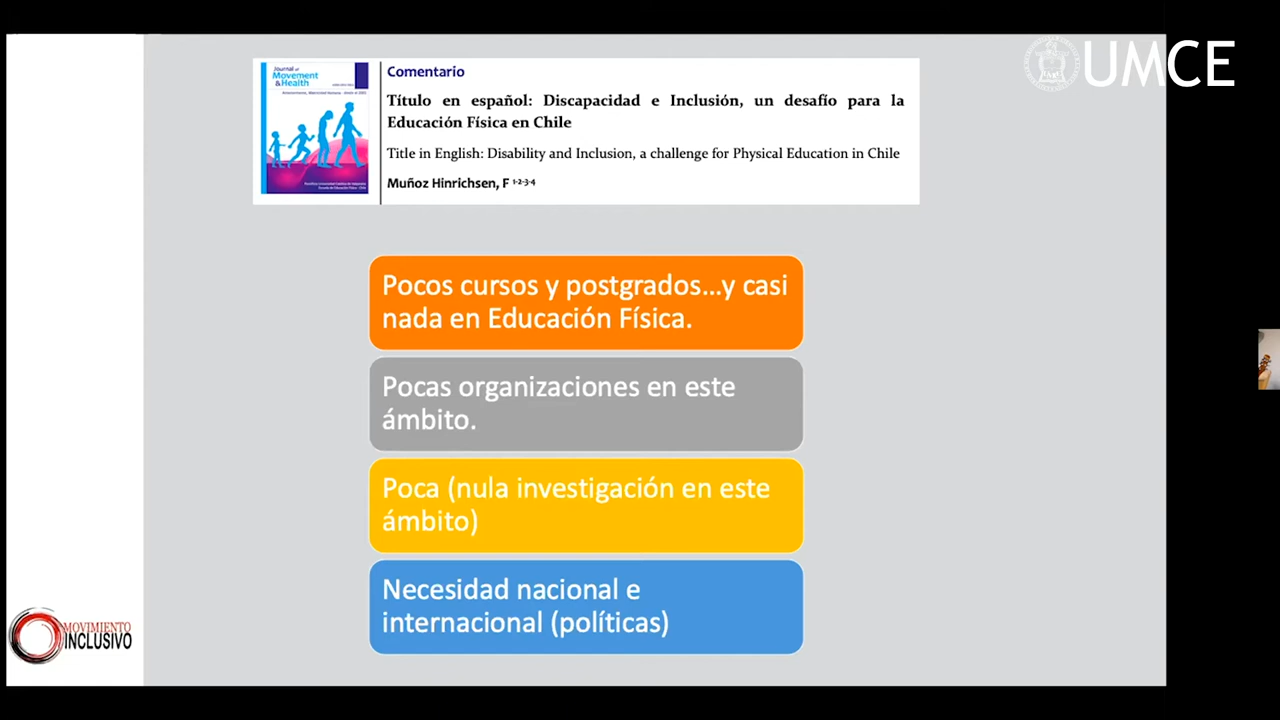 UMCE
Journal of
Movement
& Health
Comentario
Título en español: Discapacidad e Inclusión, un desafío para la
Educación Física en Chile
Title in English: Disability and Inclusion, a challenge for Physical Education in Chile
Muñoz Hinrichsen, F 1-2-3-4
Pocos cursos y postgrados...y casi
nada en Educación Física.
Pocas organizaciones en este
ámbito.
Poca (nula investigación en este
ámbito)
Necesidad nacional e
internacional (políticas)
MOVIMIENTO
INCLUSIVO